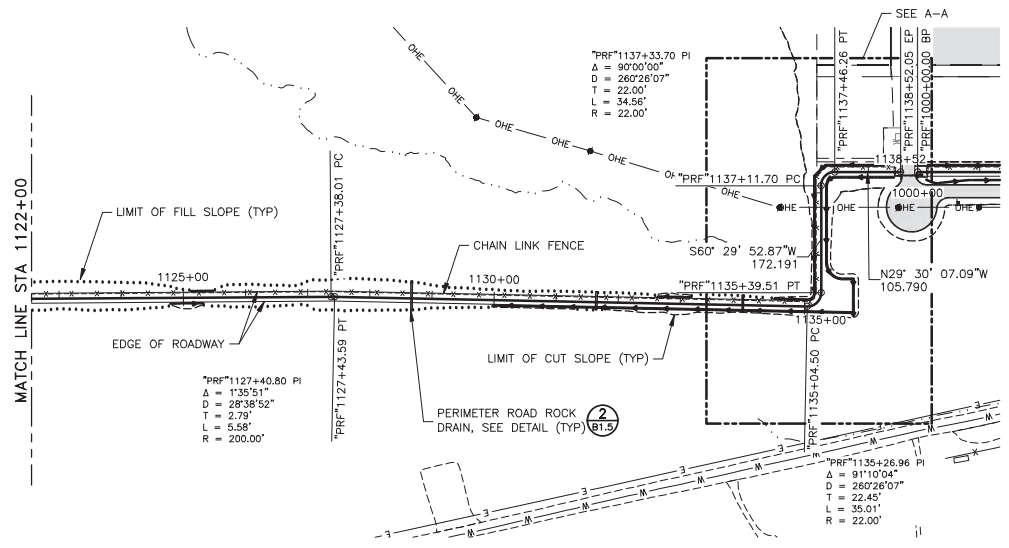 SEE A-A
"PRF"1137+33.70 PI
Δ = 90°00'00"
D = 260°26'07"
T = 22.00'
L = 34.56'
R = 22.00'
OHE
OHE
OHE
"PRF"1137+46.26 PT
"PRF"1138+52.05 EP
"PRF"1000+00.00 BP
1138+52
"PRF"1137+11.70 PC
OHE
1000+00
OHE
OHE
OHE
OHE
MATCH LINE STA 1122+00
LIMIT OF FILL SLOPE (TYP)
"PRF"1127+38.01 PC
CHAIN LINK FENCE
S60° 29' 52.87"W
172.191
N29° 30' 07.09"W
105.790
1125+00
1130+00
"PRF"1135+39.51 PT
1135+00
EDGE OF ROADWAY
LIMIT OF CUT SLOPE (TYP)
"PRF"1127+43.59 PT
"PRF"1135+04.50 PC
"PRF"1127+40.80 PI
Δ = 1°35'51"
D = 28°38'52"
T = 2.79'
L = 5.58'
R = 200.00'
PERIMETER ROAD ROCK
DRAIN, SEE DETAIL (TYP)
2
B1.5
"PRF"1135+26.96 PI
Δ = 91°10'04"
D = 260°26'07"
T = 22.45'
L = 35.01'
R = 22.00'
E
E
E
E
E
W
W
W
W
W
W